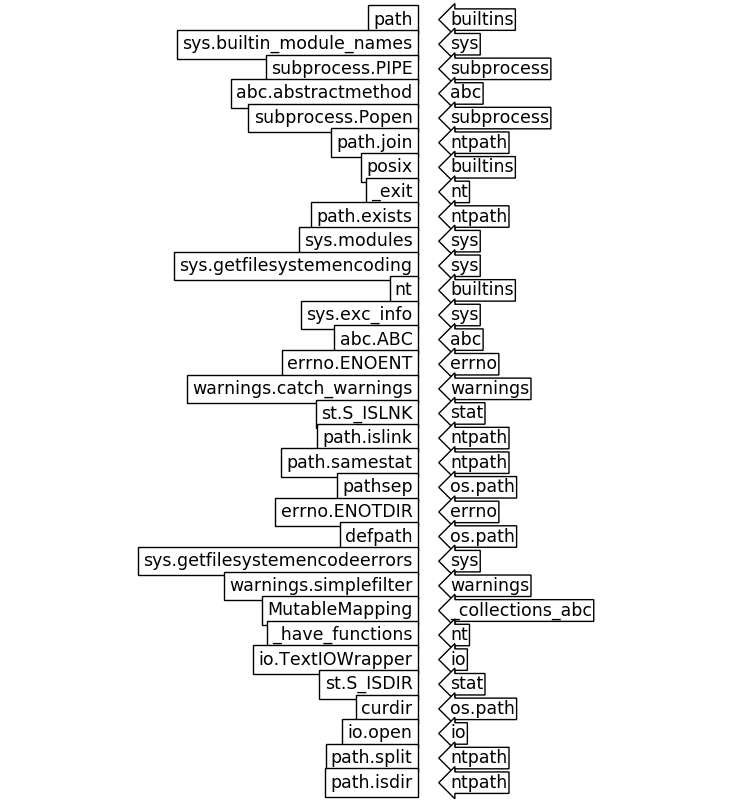 path builtins
sys.builtin_module_names sys
subprocess.PIPE subprocess
abc.abstractmethod abc
subprocess.Popen subprocess
path.join ntpath
posix builtins
_exit nt
path.exists ntpath
sys.modules sys
sys.getfilesystemencoding sys
nt builtins
sys.exc_info sys
abc.ABC abc
errno.ENOENT errno
warnings.catch_warnings warnings
st.S_ISLNK stat
path.islink ntpath
path.samestat ntpath
pathsep os.path
errno.ENOTDIR errno
defpath os.path
sys.getfilesystemencodeerrors sys
warnings.simplefilter warnings
MutableMapping _collections_abc
_have_functions nt
io.TextIOWrapper io
st.S_ISDIR stat
curdir os.path
io.open io
path.split ntpath
path.isdir ntpath